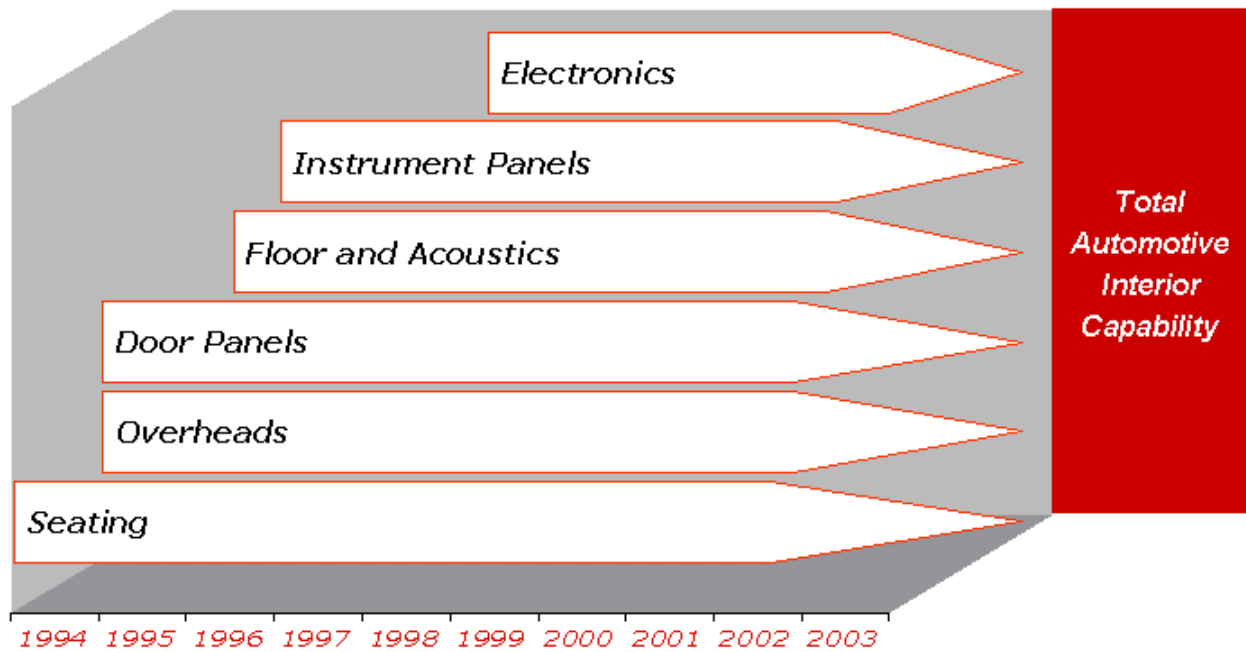 Electronics
Instrument Panels
Floor and Acoustics
Door Panels
Overheads
Seating
Total
Automotive
Interior
Capability
1994 1995 1996 1997 1998 1999 2000 2001 2002 2003